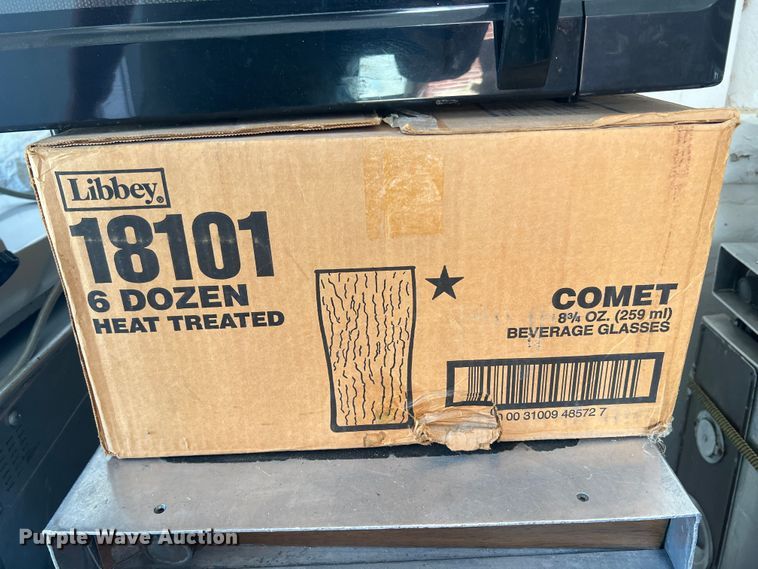 Libbey®
18101
6 DOZEN
HEAT TREATED
COMET
8¾ OZ. (259 ml)
BEVERAGE GLASSES
00 31009 48572 7
Purple Wave Auction